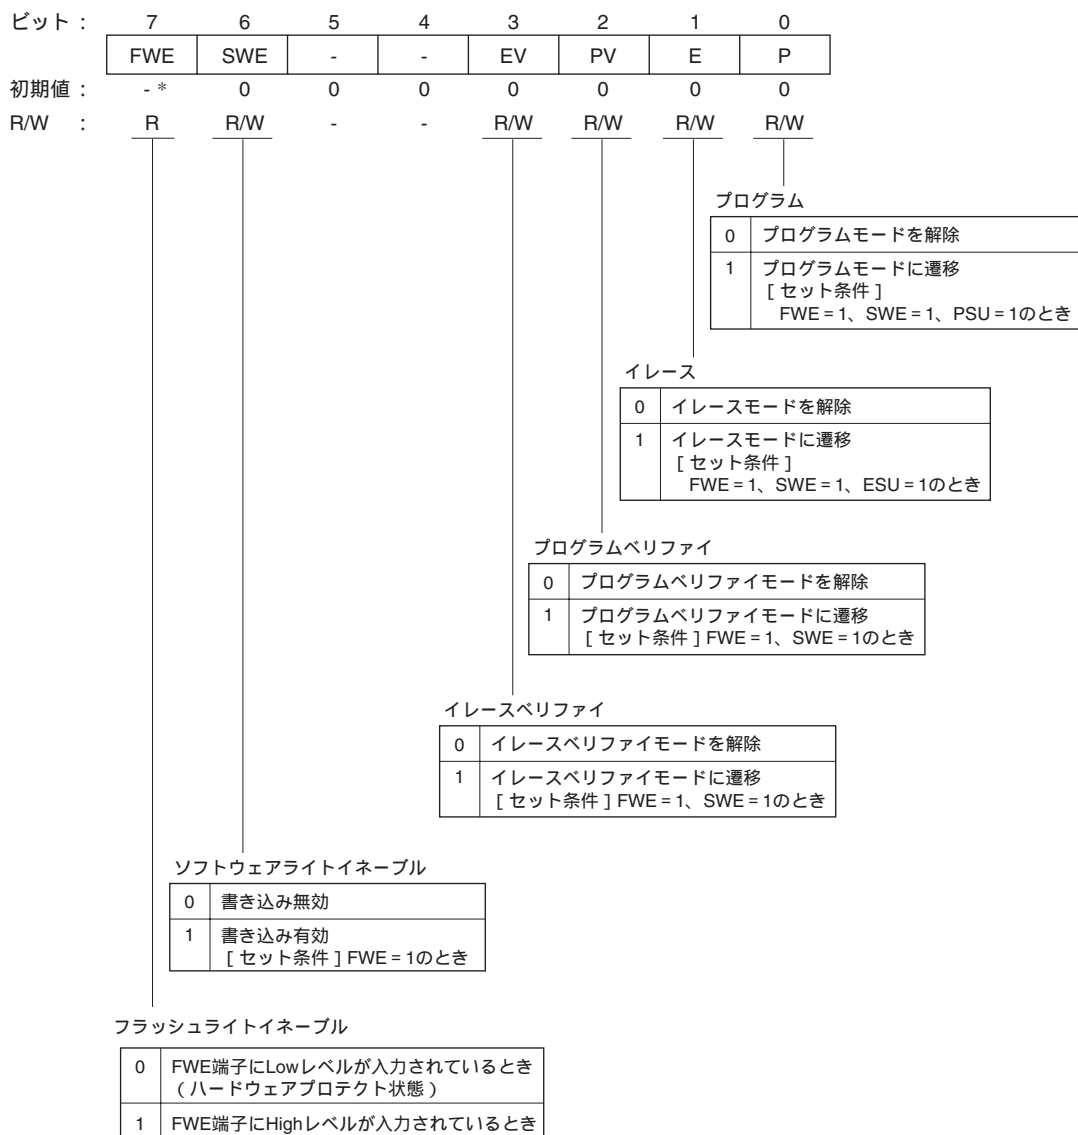 ビット： 7 6 5 4 3 2 1 0
FWE SWE - - EV PV E P
初期値： -* 0 0 0 0 0 0 0
R/W ： R R/W - - R/W R/W R/W R/W
プログラム
0 プログラムモードを解除
1 プログラムモードに遷移
［セット条件］
FWE = 1、SWE = 1、PSU = 1のとき
イレース
0 イレースモードを解除
1 イレースモードに遷移
［セット条件］
FWE = 1、SWE = 1、ESU = 1のとき
プログラムベリファイ
0 プログラムベリファイモードを解除
1 プログラムベリファイモードに遷移
［セット条件］FWE = 1、SWE = 1のとき
イレースベリファイ
0 イレースベリファイモードを解除
1 イレースベリファイモードに遷移
［セット条件］FWE = 1、SWE = 1のとき
ソフトウェアライトイネーブル
0 書き込み無効
1 書き込み有効
［セット条件］FWE = 1のとき
フラッシュライトイネーブル
0 FWE端子にLowレベルが入力されているとき
（ハードウェアプロテクト状態）
1 FWE端子にHighレベルが入力されているとき